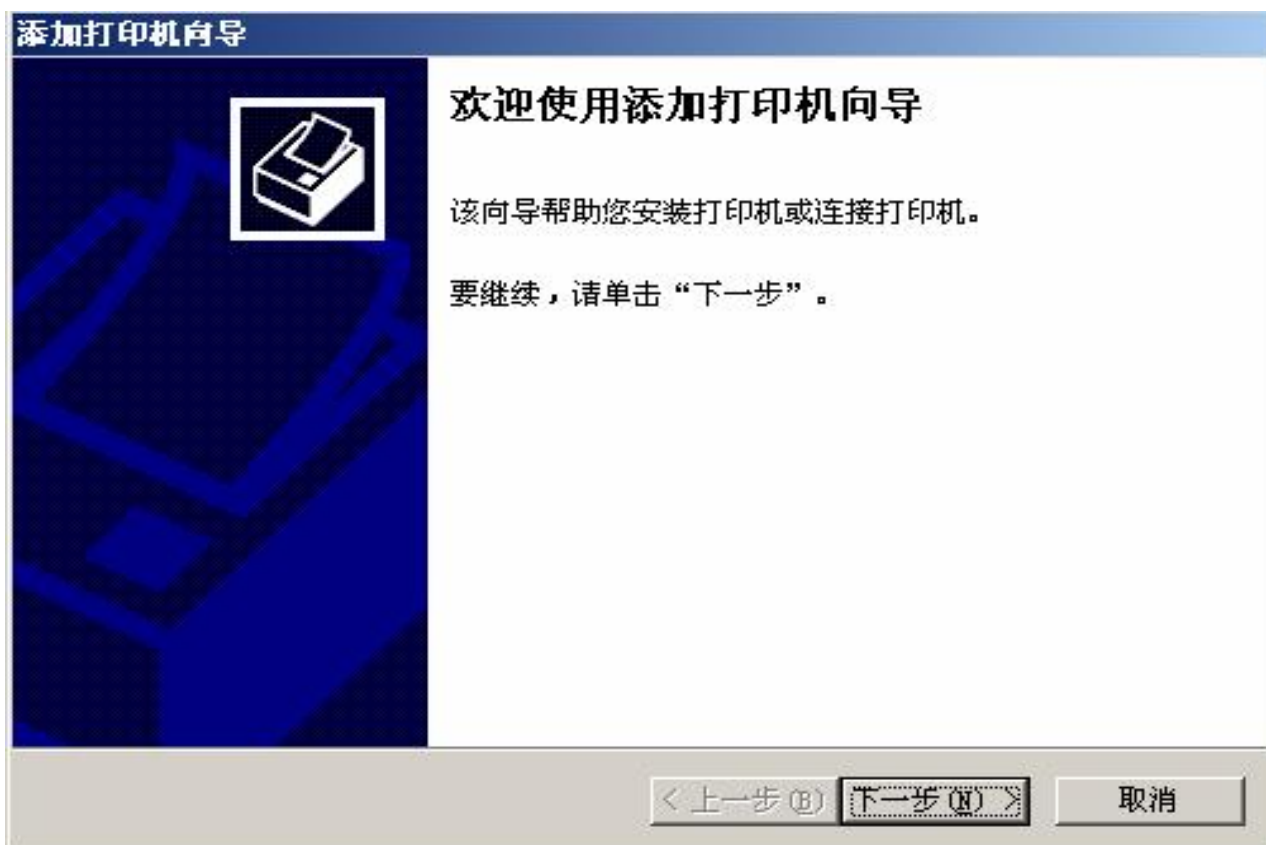 添加打印机向导
欢迎使用添加打印机向导
该向导帮助您安装打印机或连接打印机。
要继续，请单击“下一步”。
< 上一步(B)
下一步(N) >
取消